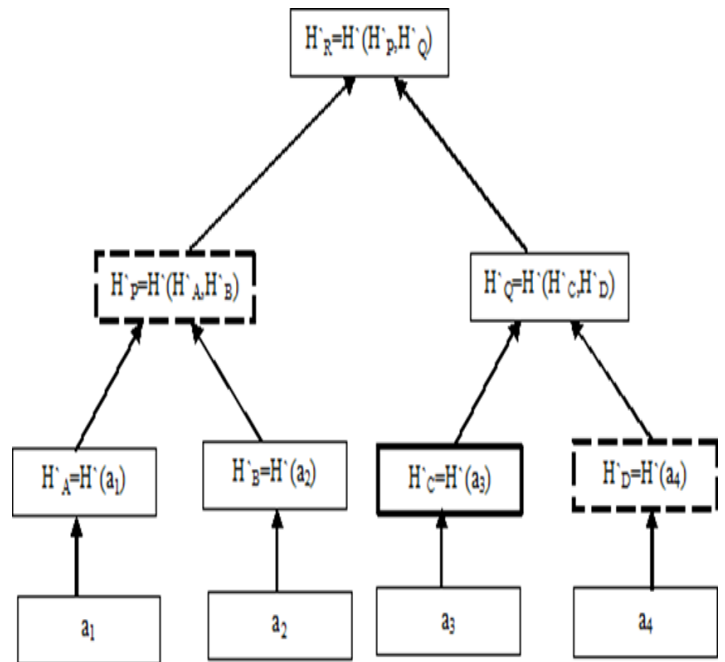 H`R=H`(H`P,H`Q)
H`P=H`(H`A,H`B)
H`Q=H`(H`C,H`D)
H`A=H`(a1)
H`B=H`(a2)
H`C=H`(a3)
H`D=H`(a4)
a1
a2
a3
a4